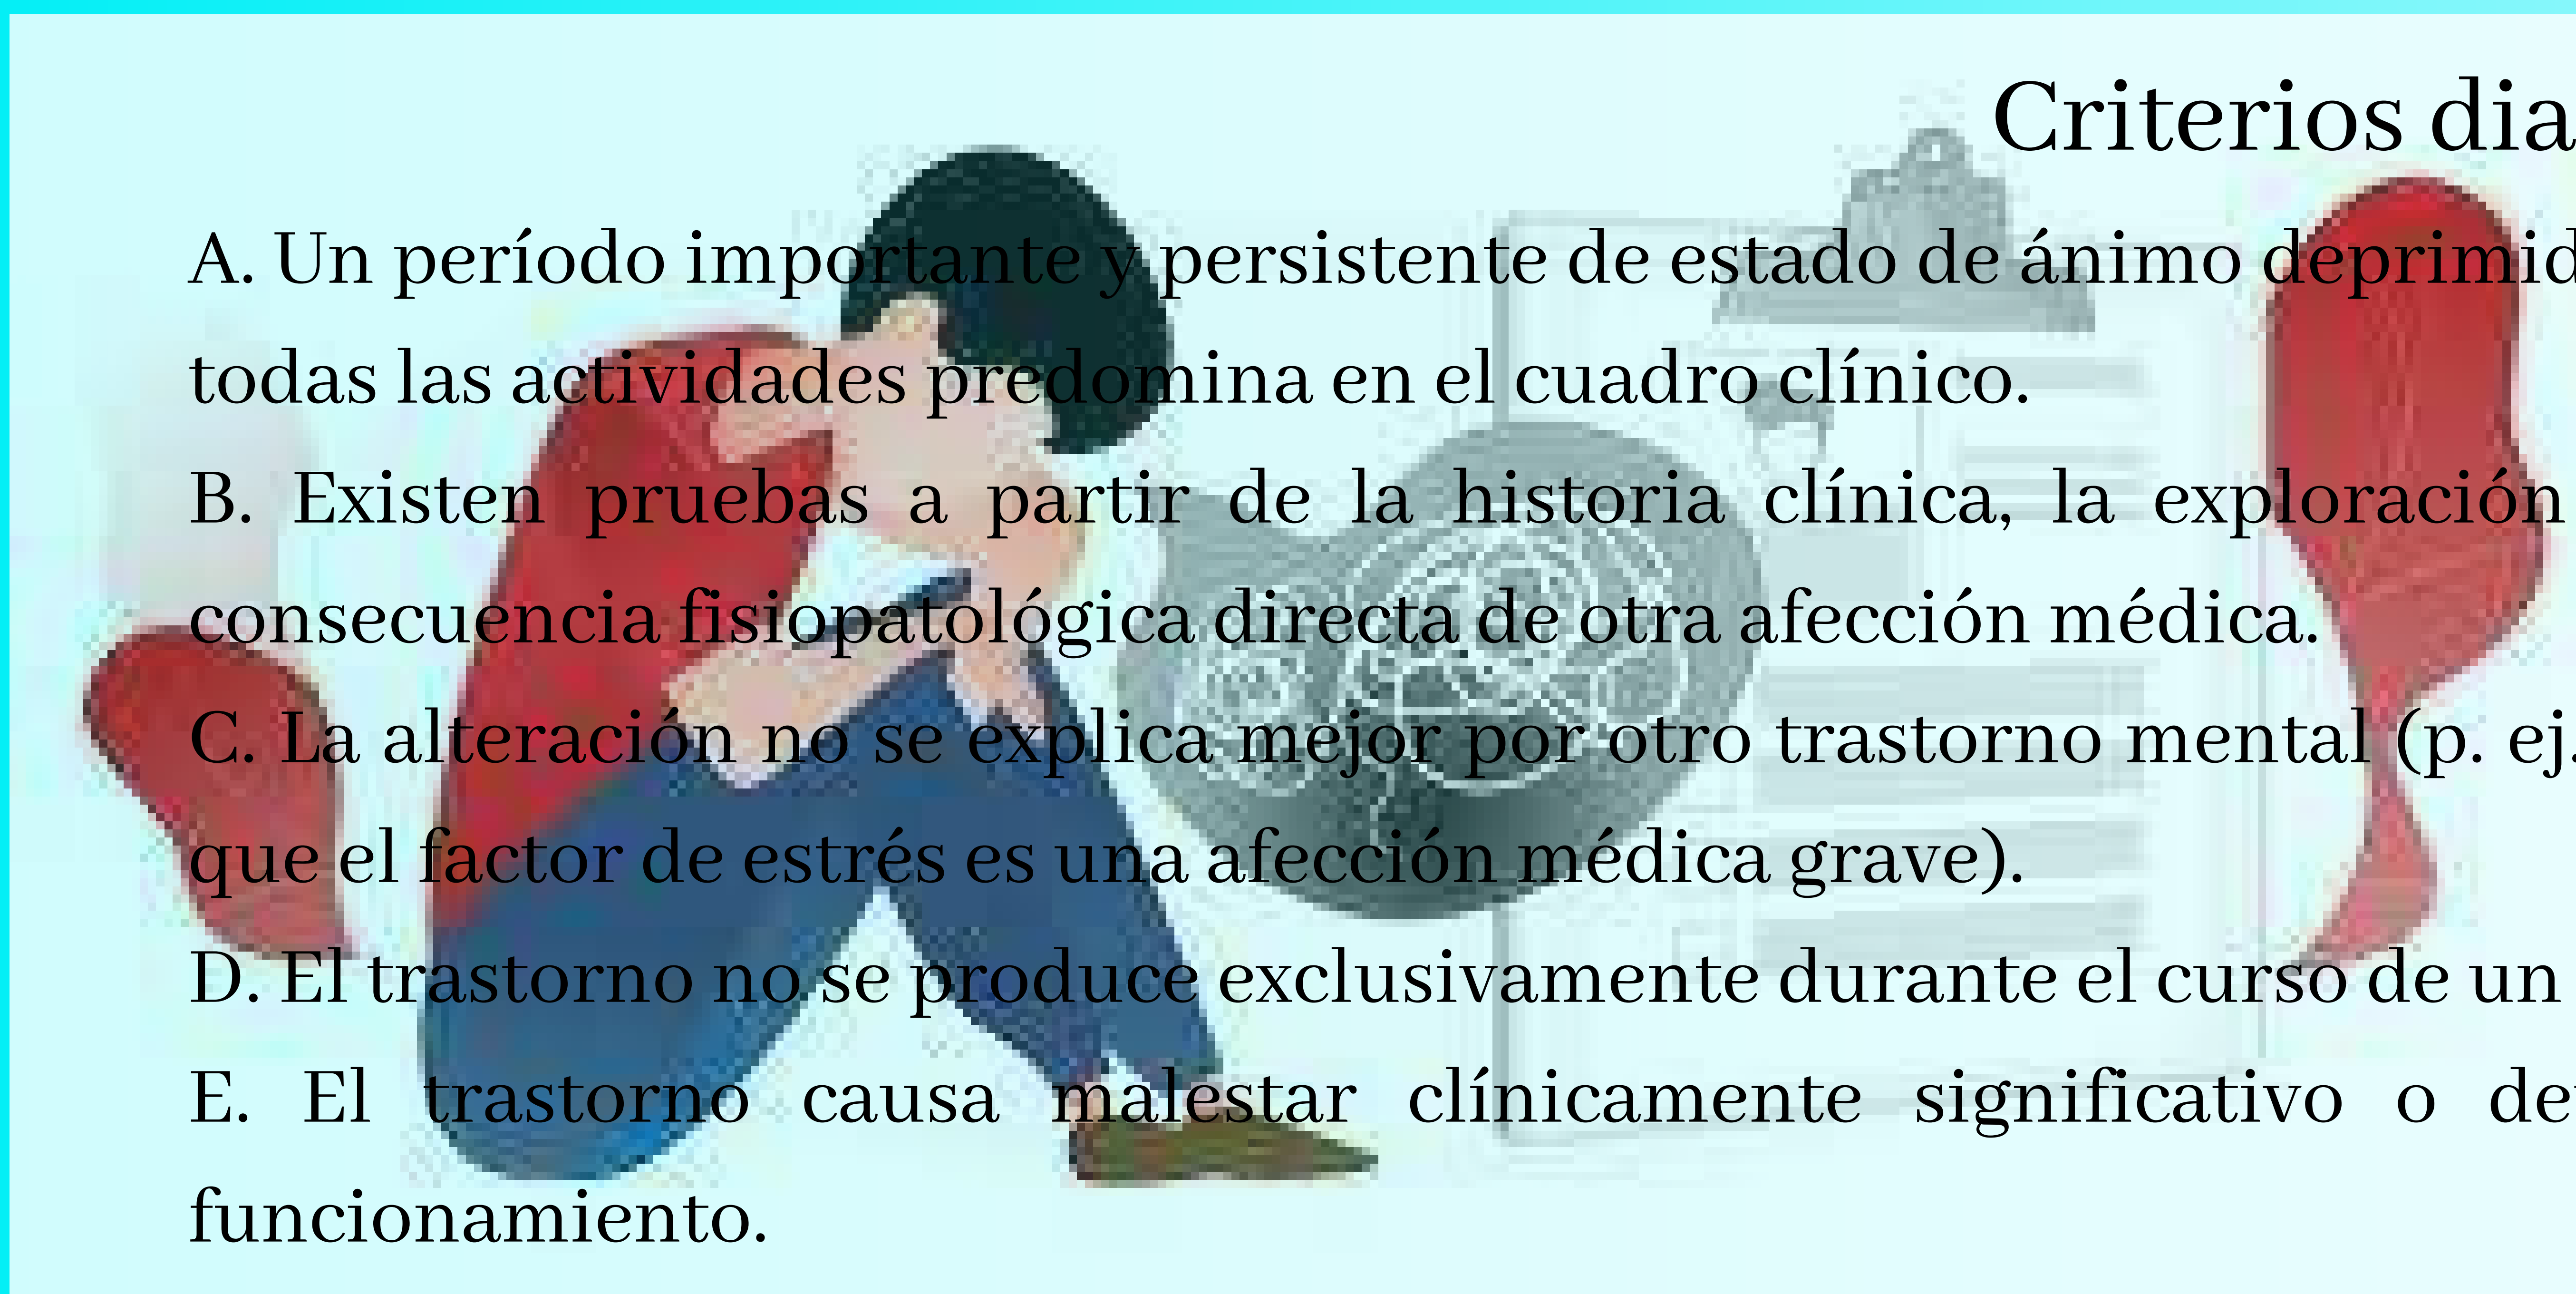 Criterios dia
A. Un período importante y persistente de estado de ánimo deprimid
todas las actividades predomina en el cuadro clínico.
B. Existen pruebas a partir de la historia clínica, la exploración
consecuencia fisiopatológica directa de otra afección médica.
C. La alteración no se explica mejor por otro trastorno mental (p. ej.
que el factor de estrés es una afección médica grave).
D. El trastorno no se produce exclusivamente durante el curso de un
E. El trastorno causa malestar clínicamente significativo o de
funcionamiento.